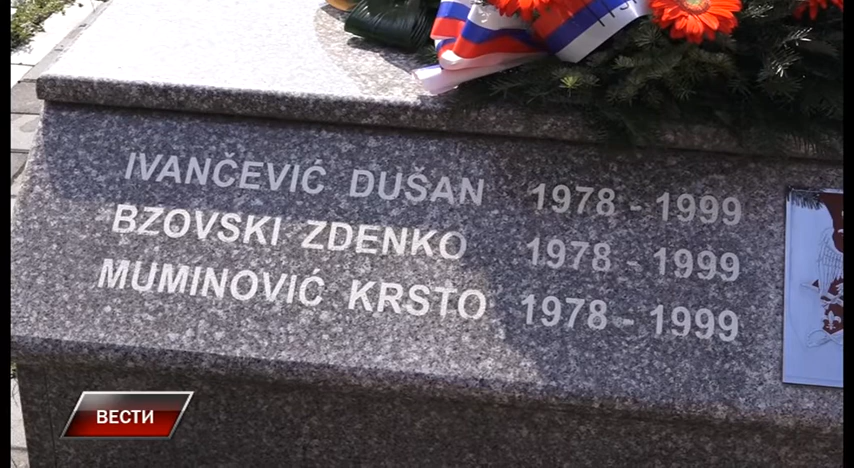 IVANČEVIĆ DUŠAN 1978 - 1999
BZOVSKI ZDENKO 1978 - 1999
MUMINOVIĆ KRSTO 1978 - 1999
ВЕСТИ